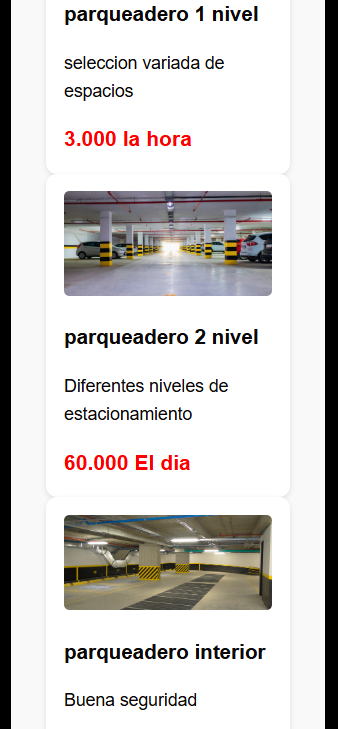 parqueadero 1 nivel
seleccion variada de
espacios
3.000 la hora
parqueadero 2 nivel
Diferentes niveles de
estacionamiento
60.000 El dia
parqueadero interior
Buena seguridad